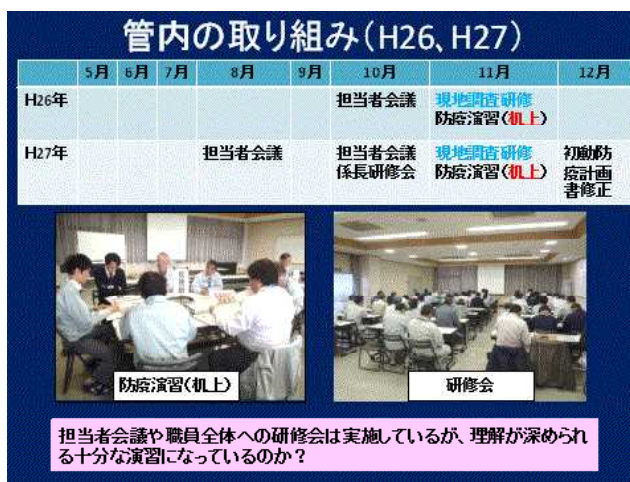 管内の取り組み(H26、H27)
5月 6月 7月 8月 9月 10月 11月 12月
H26年 担当者会議 現地調査研修
防疫演習(机上)
H27年 担当者会議 担当者会議 現地調査研修 初動防
係長研修会 防疫演習(机上) 疫計画
書修正
防疫演習(机上)
研修会
担当者会議や職員全体への研修会は実施しているが、理解が深められ
る十分な演習になっているのか?